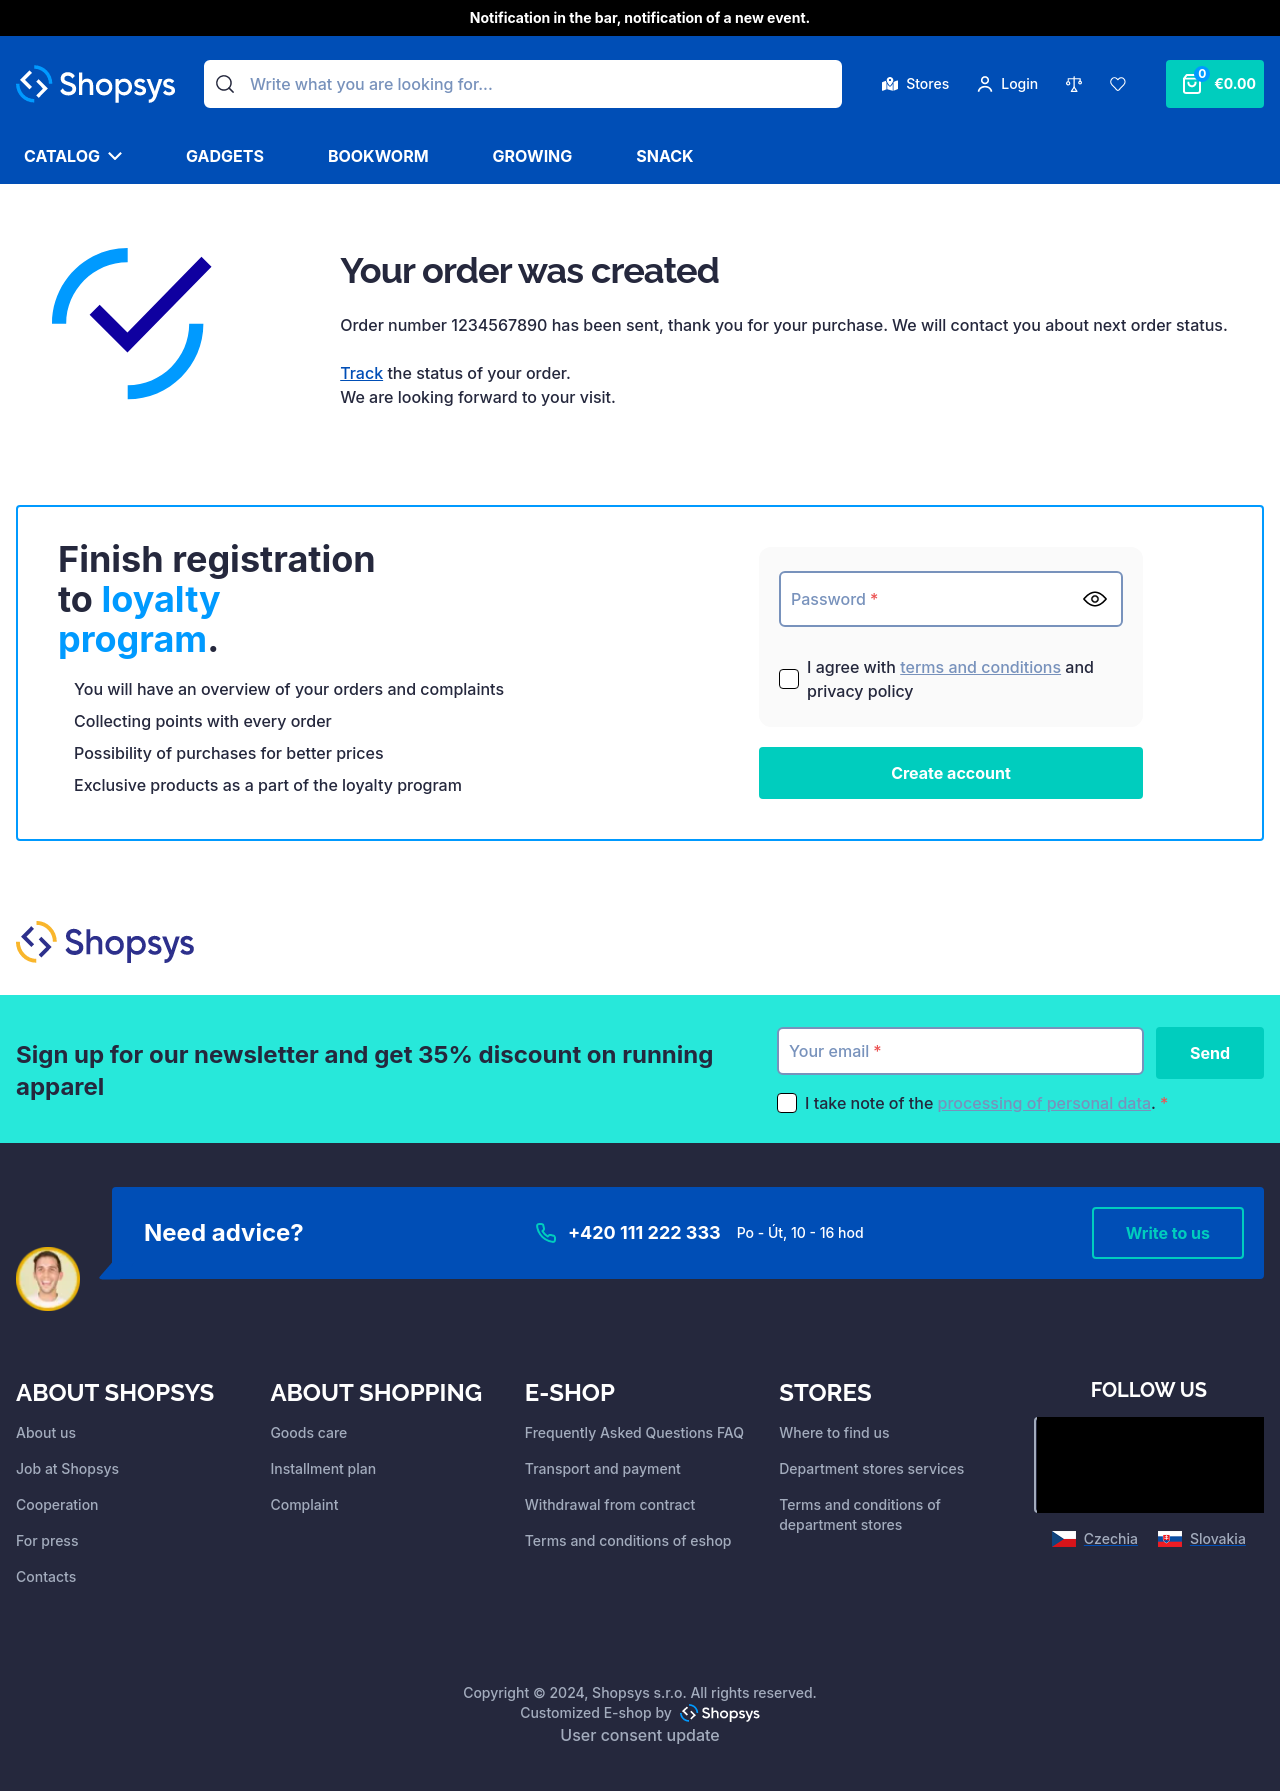 Notification in the bar, notification of a new event.
Shopsys
Write what you are looking for...
Stores
Login
0
€0.00
CATALOG
GADGETS
BOOKWORM
GROWING
SNACK
Your order was created
Order number 1234567890 has been sent, thank you for your purchase. We will contact you about next order status.
Track the status of your order.
We are looking forward to your visit.
Finish registration
to loyalty
program.
You will have an overview of your orders and complaints
Collecting points with every order
Possibility of purchases for better prices
Exclusive products as a part of the loyalty program
Password *
I agree with terms and conditions and
privacy policy
Create account
Shopsys
Sign up for our newsletter and get 35% discount on running
apparel
Your email *
Send
I take note of the processing of personal data. *
Need advice?
+420 111 222 333
Po - Út, 10 - 16 hod
Write to us
ABOUT SHOPSYS
About us
Job at Shopsys
Cooperation
For press
Contacts
ABOUT SHOPPING
Goods care
Installment plan
Complaint
E-SHOP
Frequently Asked Questions FAQ
Transport and payment
Withdrawal from contract
Terms and conditions of eshop
STORES
Where to find us
Department stores services
Terms and conditions of
department stores
FOLLOW US
Czechia
Slovakia
Copyright © 2024, Shopsys s.r.o. All rights reserved.
Customized E-shop by Shopsys
User consent update